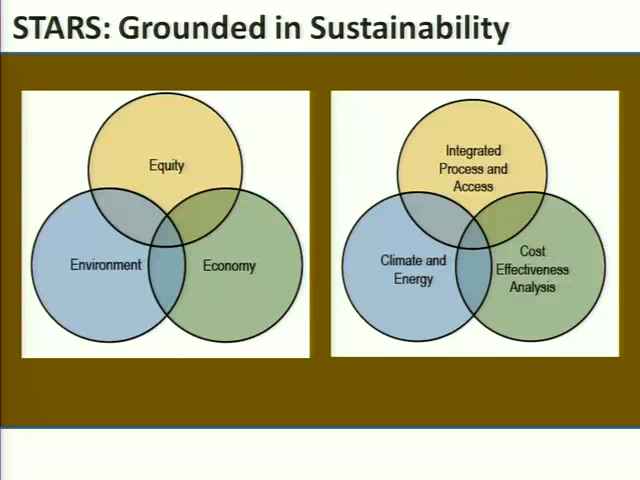 STARS: Grounded in Sustainability
Equity
Environment
Economy
Integrated
Process and
Access
Climate and
Energy
Cost
Effectiveness
Analysis